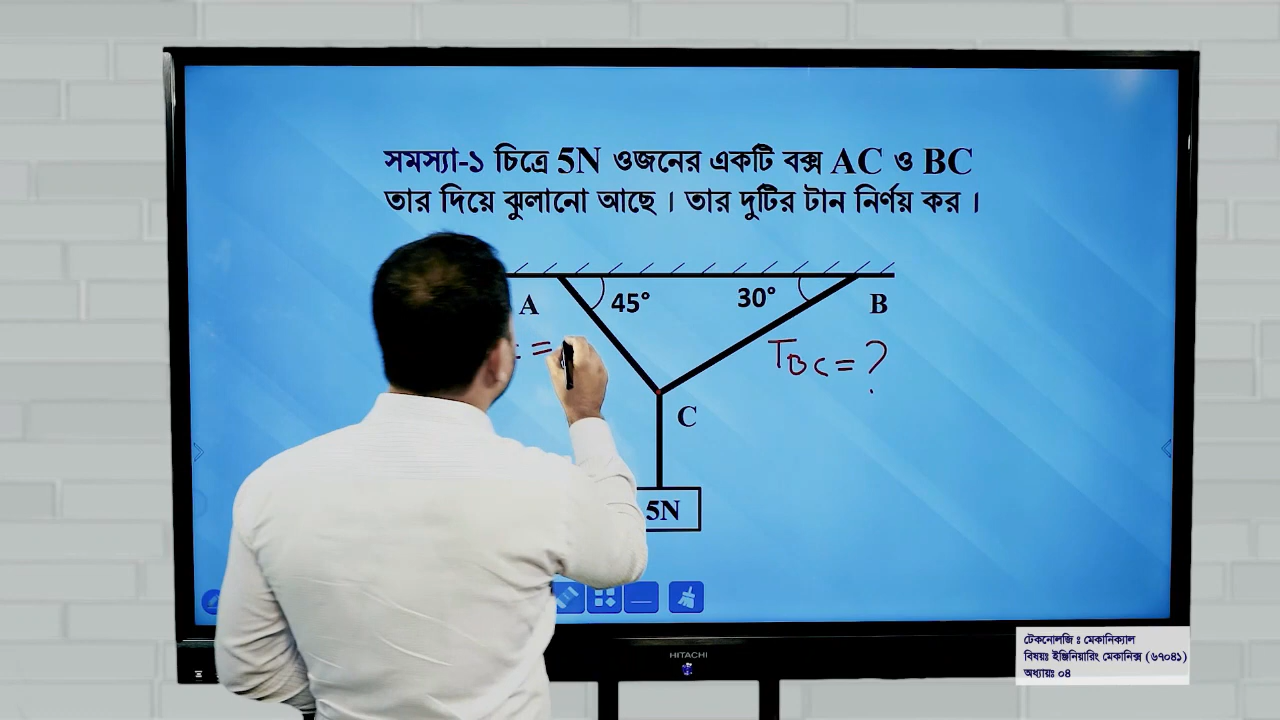 সমস্যা-১ চিত্রে 5N ওজনের একটি বক্স AC ও BC
তার দিয়ে ঝুলানো আছে। তার দুটির টান নির্ণয় কর।
A 45° 30° B
=
TBC = ?
C
5N
HITACHI
টেকনোলজি ঃ মেকানিক্যাল
বিষয়ঃ ইঞ্জিনিয়ারিং মেকানিক্স (৬৭০৪১)
অধ্যায়ঃ ০৪